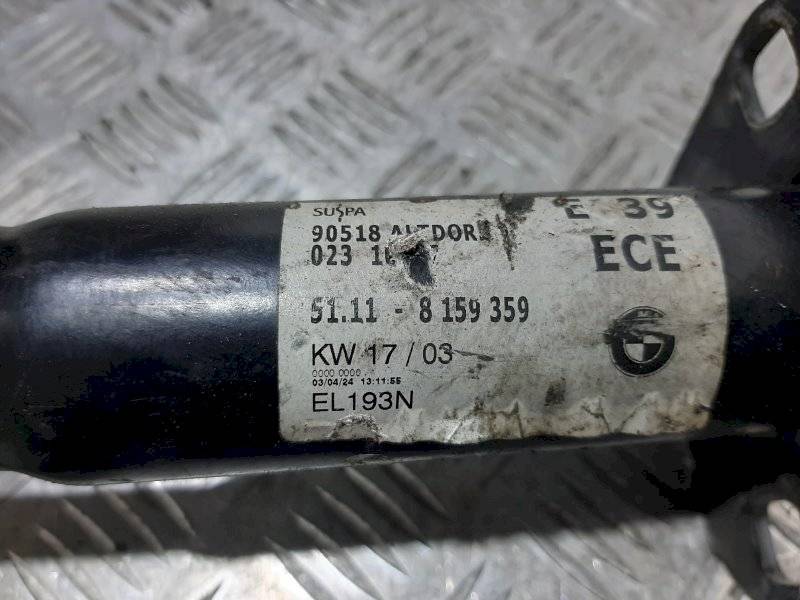 SUSPA
90518
023
E 39
ECE
51.11 - 8 159 359
KW 17 / 03
0000 0000
03/04/24 13:11:55
EL193N